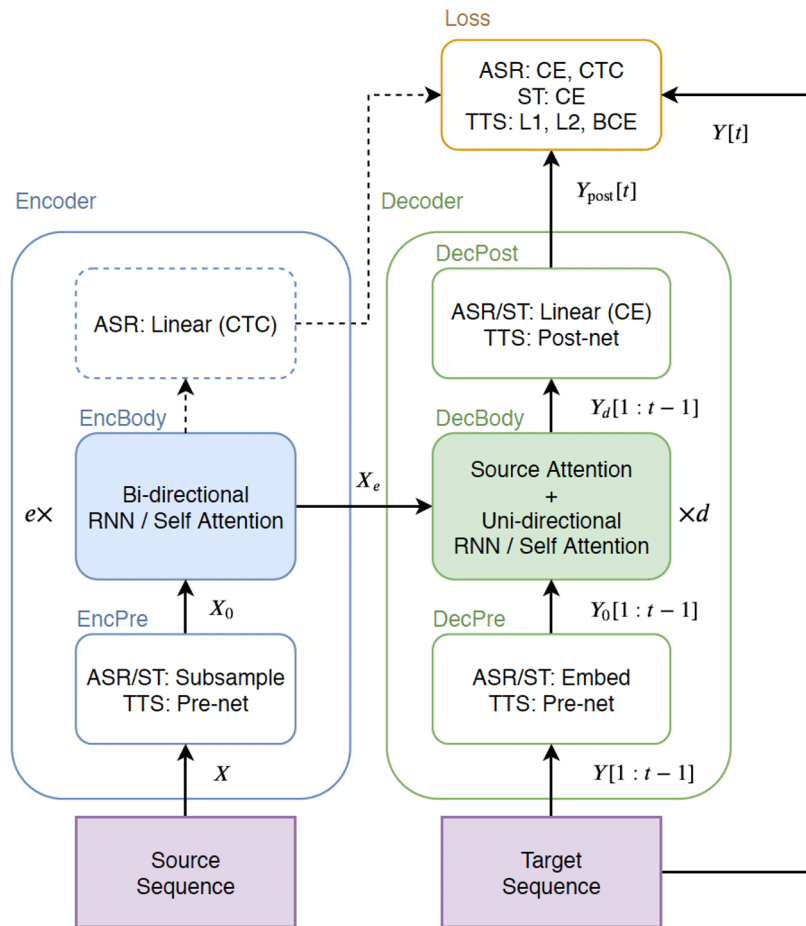 Loss
ASR: CE, CTC
ST: CE
TTS: L1, L2, BCE
Y[t]
Y_post[t]
Encoder
Decoder
DecPost
ASR: Linear (CTC)
ASR/ST: Linear (CE)
TTS: Post-net
EncBody
DecBody
Y_d[1 : t − 1]
e×
Bi-directional
RNN / Self Attention
X_e
Source Attention
+
Uni-directional
RNN / Self Attention
×d
EncPre
X_0
DecPre
Y_0[1 : t − 1]
ASR/ST: Subsample
TTS: Pre-net
ASR/ST: Embed
TTS: Pre-net
X
Y[1 : t − 1]
Source
Sequence
Target
Sequence